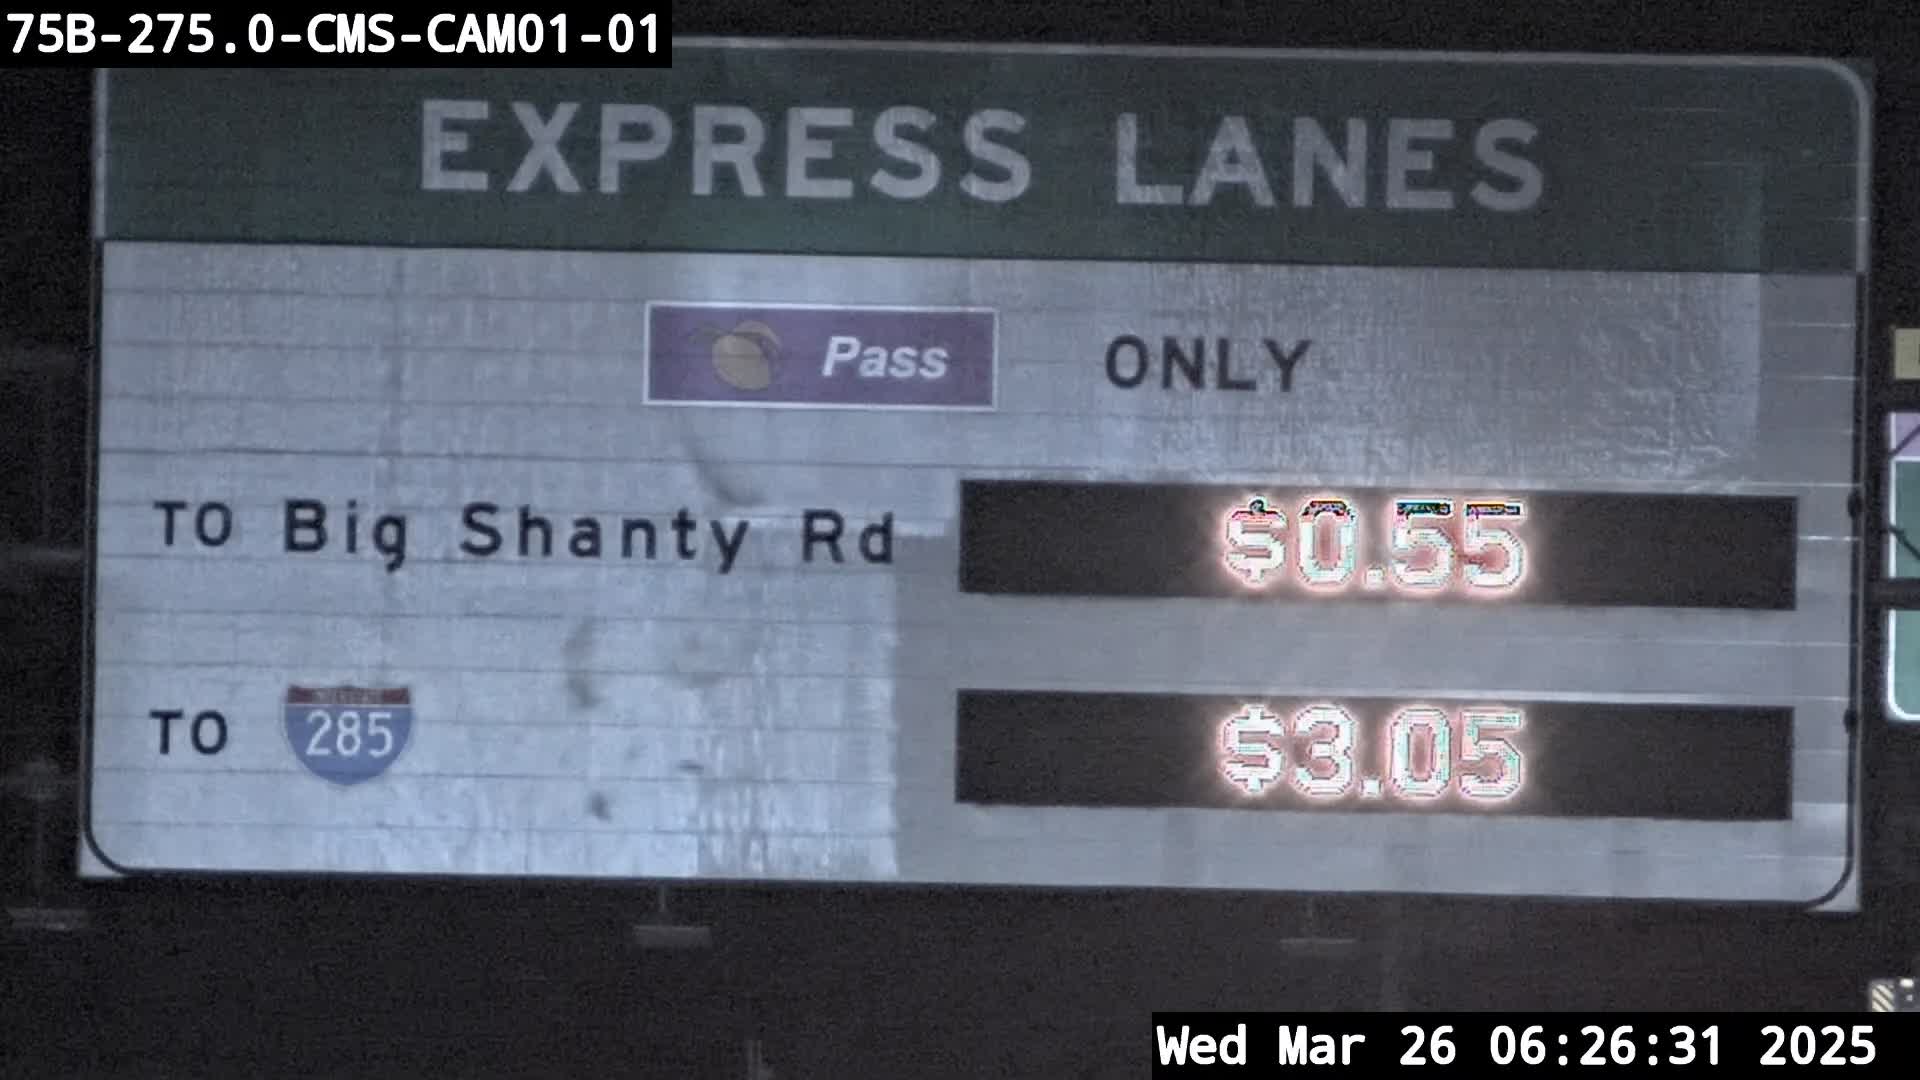 75B-275.0-CMS-CAM01-01
EXPRESS LANES
Pass ONLY
TO Big Shanty Rd $0.55
TO 285 $3.05
Wed Mar 26 06:26:31 2025